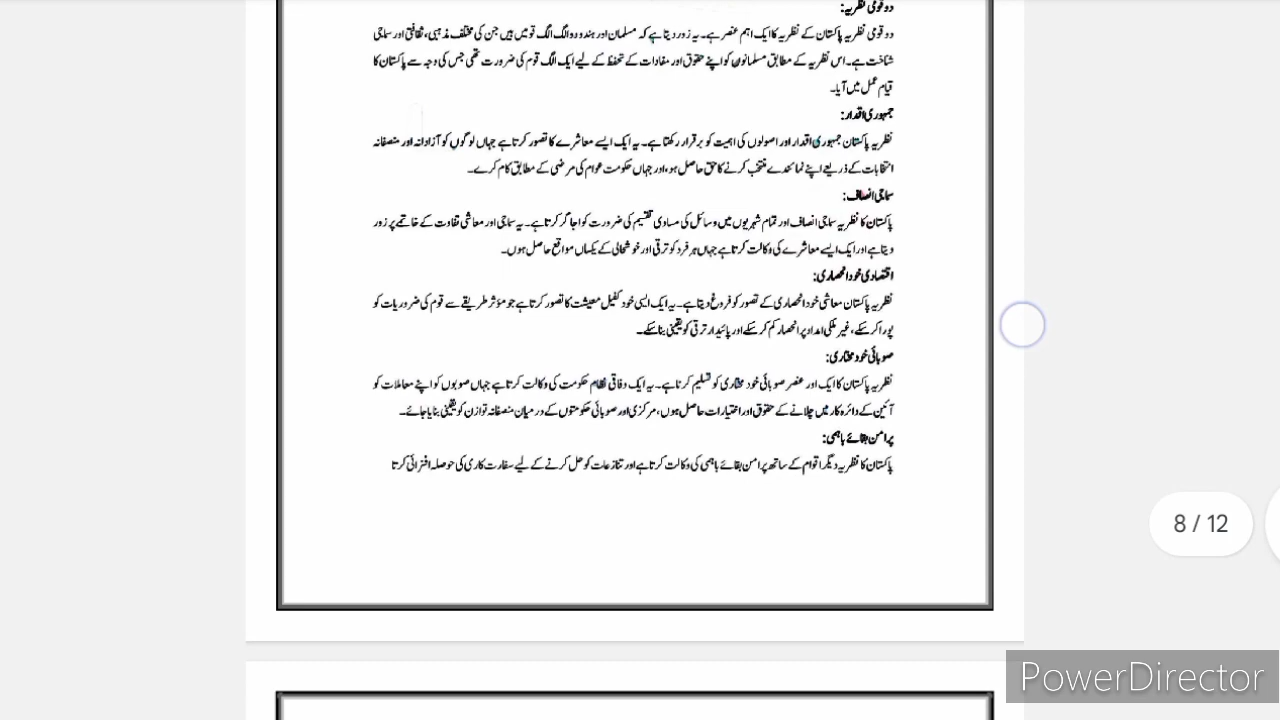 دو قومی نظریہ:
دو قومی نظریہ پاکستان کے نظریہ کا ایک اہم عنصر ہے۔ یہ زور دیتا ہے کہ مسلمان اور ہندو دو الگ الگ قومیں ہیں جن کی مختلف مذہبی، ثقافتی اور سماجی
شناخت ہے۔ اس نظریہ کے مطابق مسلمانوں کو اپنے حقوق اور مفادات کے تحفظ کے لیے ایک الگ قوم کی ضرورت تھی جس کی وجہ سے پاکستان کا
قیام عمل میں آیا۔
جمہوری اقدار:
نظریہ پاکستان جمہوری اقدار اور اصولوں کی اہمیت کو برقرار رکھتا ہے۔ یہ ایک ایسے معاشرے کا تصور کرتا ہے جہاں لوگوں کو آزادانہ اور منصفانہ
انتخابات کے ذریعے اپنے نمائندے منتخب کرنے کا حق حاصل ہو، اور جہاں حکومت عوام کی مرضی کے مطابق کام کرے۔
سماجی انصاف:
پاکستان کا نظریہ سماجی انصاف اور تمام شہریوں میں وسائل کی مساوی تقسیم کی ضرورت کو اجاگر کرتا ہے۔ یہ سماجی اور معاشی تفاوت کے خاتمے پر زور
دیتا ہے اور ایک ایسے معاشرے کی وکالت کرتا ہے جہاں ہر فرد کو ترقی اور خوشحالی کے یکساں مواقع حاصل ہوں۔
اقتصادی خود انحصاری:
نظریہ پاکستان معاشی خود انحصاری کے تصور کو فروغ دیتا ہے۔ یہ ایک ایسی خود کفیل معیشت کا تصور کرتا ہے جو مؤثر طریقے سے قوم کی ضروریات کو
پورا کر سکے، غیر ملکی امداد پر انحصار کم کر سکے اور پائیدار ترقی کو یقینی بنا سکے۔
صوبائی خود مختاری:
نظریہ پاکستان کا ایک اور عنصر صوبائی خود مختاری کو تسلیم کرنا ہے۔ یہ ایک وفاقی نظام حکومت کی وکالت کرتا ہے جہاں صوبوں کو اپنے معاملات کو
آئین کے دائرہ کار میں چلانے کے حقوق اور اختیارات حاصل ہوں، مرکزی اور صوبائی حکومتوں کے درمیان منصفانہ توازن کو یقینی بنایا جائے۔
پرامن بقائے باہمی:
پاکستان کا نظریہ دیگر اقوام کے ساتھ پرامن بقائے باہمی کی وکالت کرتا ہے اور تنازعات کو حل کرنے کے لیے سفارت کاری کی حوصلہ افزائی کرتا
8 / 12
PowerDirector